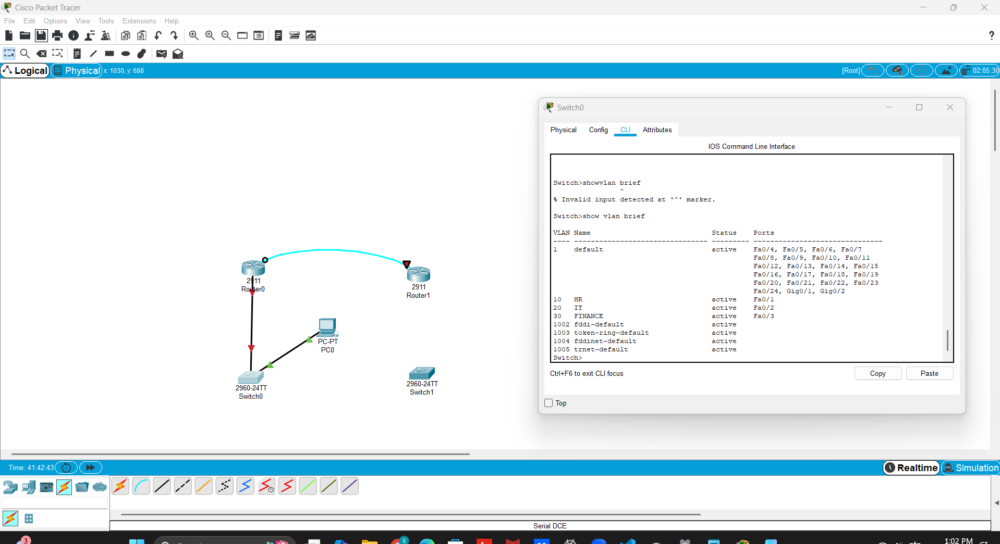 Cisco Packet Tracer
File Edit Options View Tools Extensions Help
?
Logical Physical x: 1030, y: 688 [Root] 02:05:30
Switch0
Physical Config CLI Attributes
IOS Command Line Interface
Switch>showvlan brief
^
% Invalid input detected at '^' marker.
Switch>show vlan brief
VLAN Name Status Ports
---- -------------------------------- --------- -------------------------------
1 default active Fa0/4, Fa0/5, Fa0/6, Fa0/7
Fa0/8, Fa0/9, Fa0/10, Fa0/11
Fa0/12, Fa0/13, Fa0/14, Fa0/15
Fa0/16, Fa0/17, Fa0/18, Fa0/19
Fa0/20, Fa0/21, Fa0/22, Fa0/23
Fa0/24, Gig0/1, Gig0/2
10 HR active Fa0/1
20 IT active Fa0/2
30 FINANCE active Fa0/3
1002 fddi-default active
1003 token-ring-default active
1004 fddinet-default active
1005 trnet-default active
Switch>
Ctrl+F6 to exit CLI focus
Copy Paste
Top
2911
Router0
2911
Router1
PC-PT
PC0
2960-24TT
Switch0
2960-24TT
Switch1
Time: 41:42:43
Realtime Simulation
Serial DCE
3
S
1:02 PM